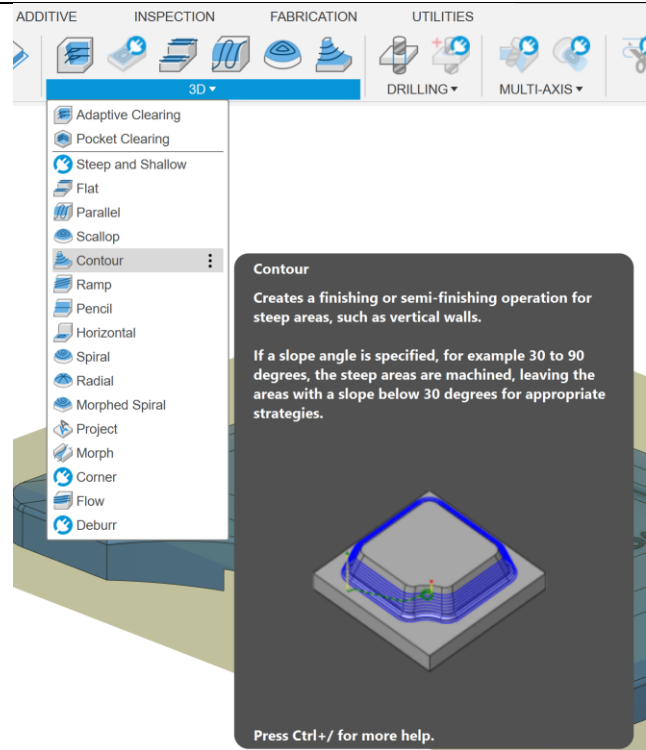 ADDITIVE INSPECTION FABRICATION UTILITIES
3D DRILLING MULTI-AXIS
Adaptive Clearing
Pocket Clearing
Steep and Shallow
Flat
Parallel
Scallop
Contour
Ramp
Pencil
Horizontal
Spiral
Radial
Morphed Spiral
Project
Morph
Corner
Flow
Deburr
Contour
Creates a finishing or semi-finishing operation for
steep areas, such as vertical walls.
If a slope angle is specified, for example 30 to 90
degrees, the steep areas are machined, leaving the
areas with a slope below 30 degrees for appropriate
strategies.
Press Ctrl+/ for more help.